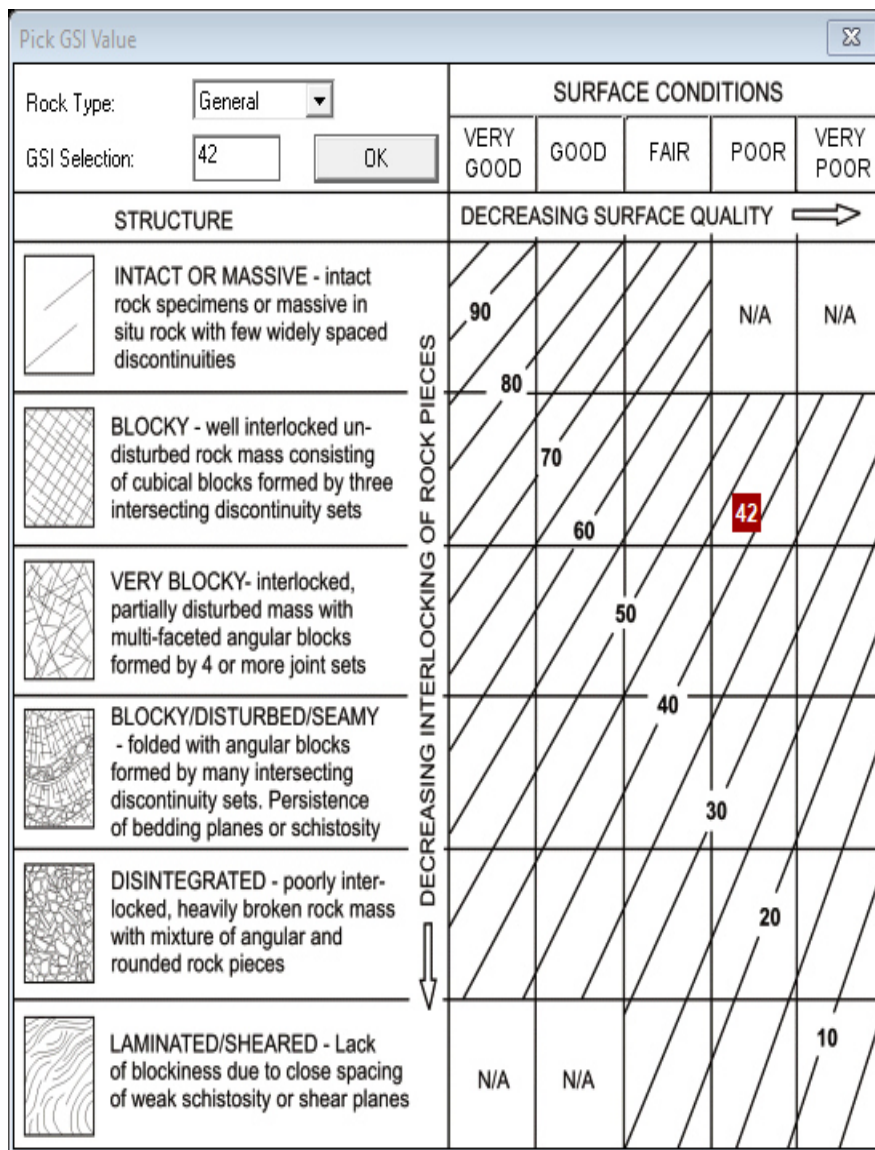 Pick GSI Value
Rock Type:
General
GSI Selection:
42
OK
SURFACE CONDITIONS
VERY
GOOD
GOOD
FAIR
POOR
VERY
POOR
STRUCTURE
DECREASING SURFACE QUALITY
DECREASING INTERLOCKING OF ROCK PIECES
INTACT OR MASSIVE - intact
rock specimens or massive in
situ rock with few widely spaced
discontinuities
90
80
N/A
N/A
BLOCKY - well interlocked un-
disturbed rock mass consisting
of cubical blocks formed by three
intersecting discontinuity sets
70
60
42
VERY BLOCKY- interlocked,
partially disturbed mass with
multi-faceted angular blocks
formed by 4 or more joint sets
50
BLOCKY/DISTURBED/SEAMY
- folded with angular blocks
formed by many intersecting
discontinuity sets. Persistence
of bedding planes or schistosity
40
30
DISINTEGRATED - poorly inter-
locked, heavily broken rock mass
with mixture of angular and
rounded rock pieces
20
LAMINATED/SHEARED - Lack
of blockiness due to close spacing
of weak schistosity or shear planes
N/A
N/A
10